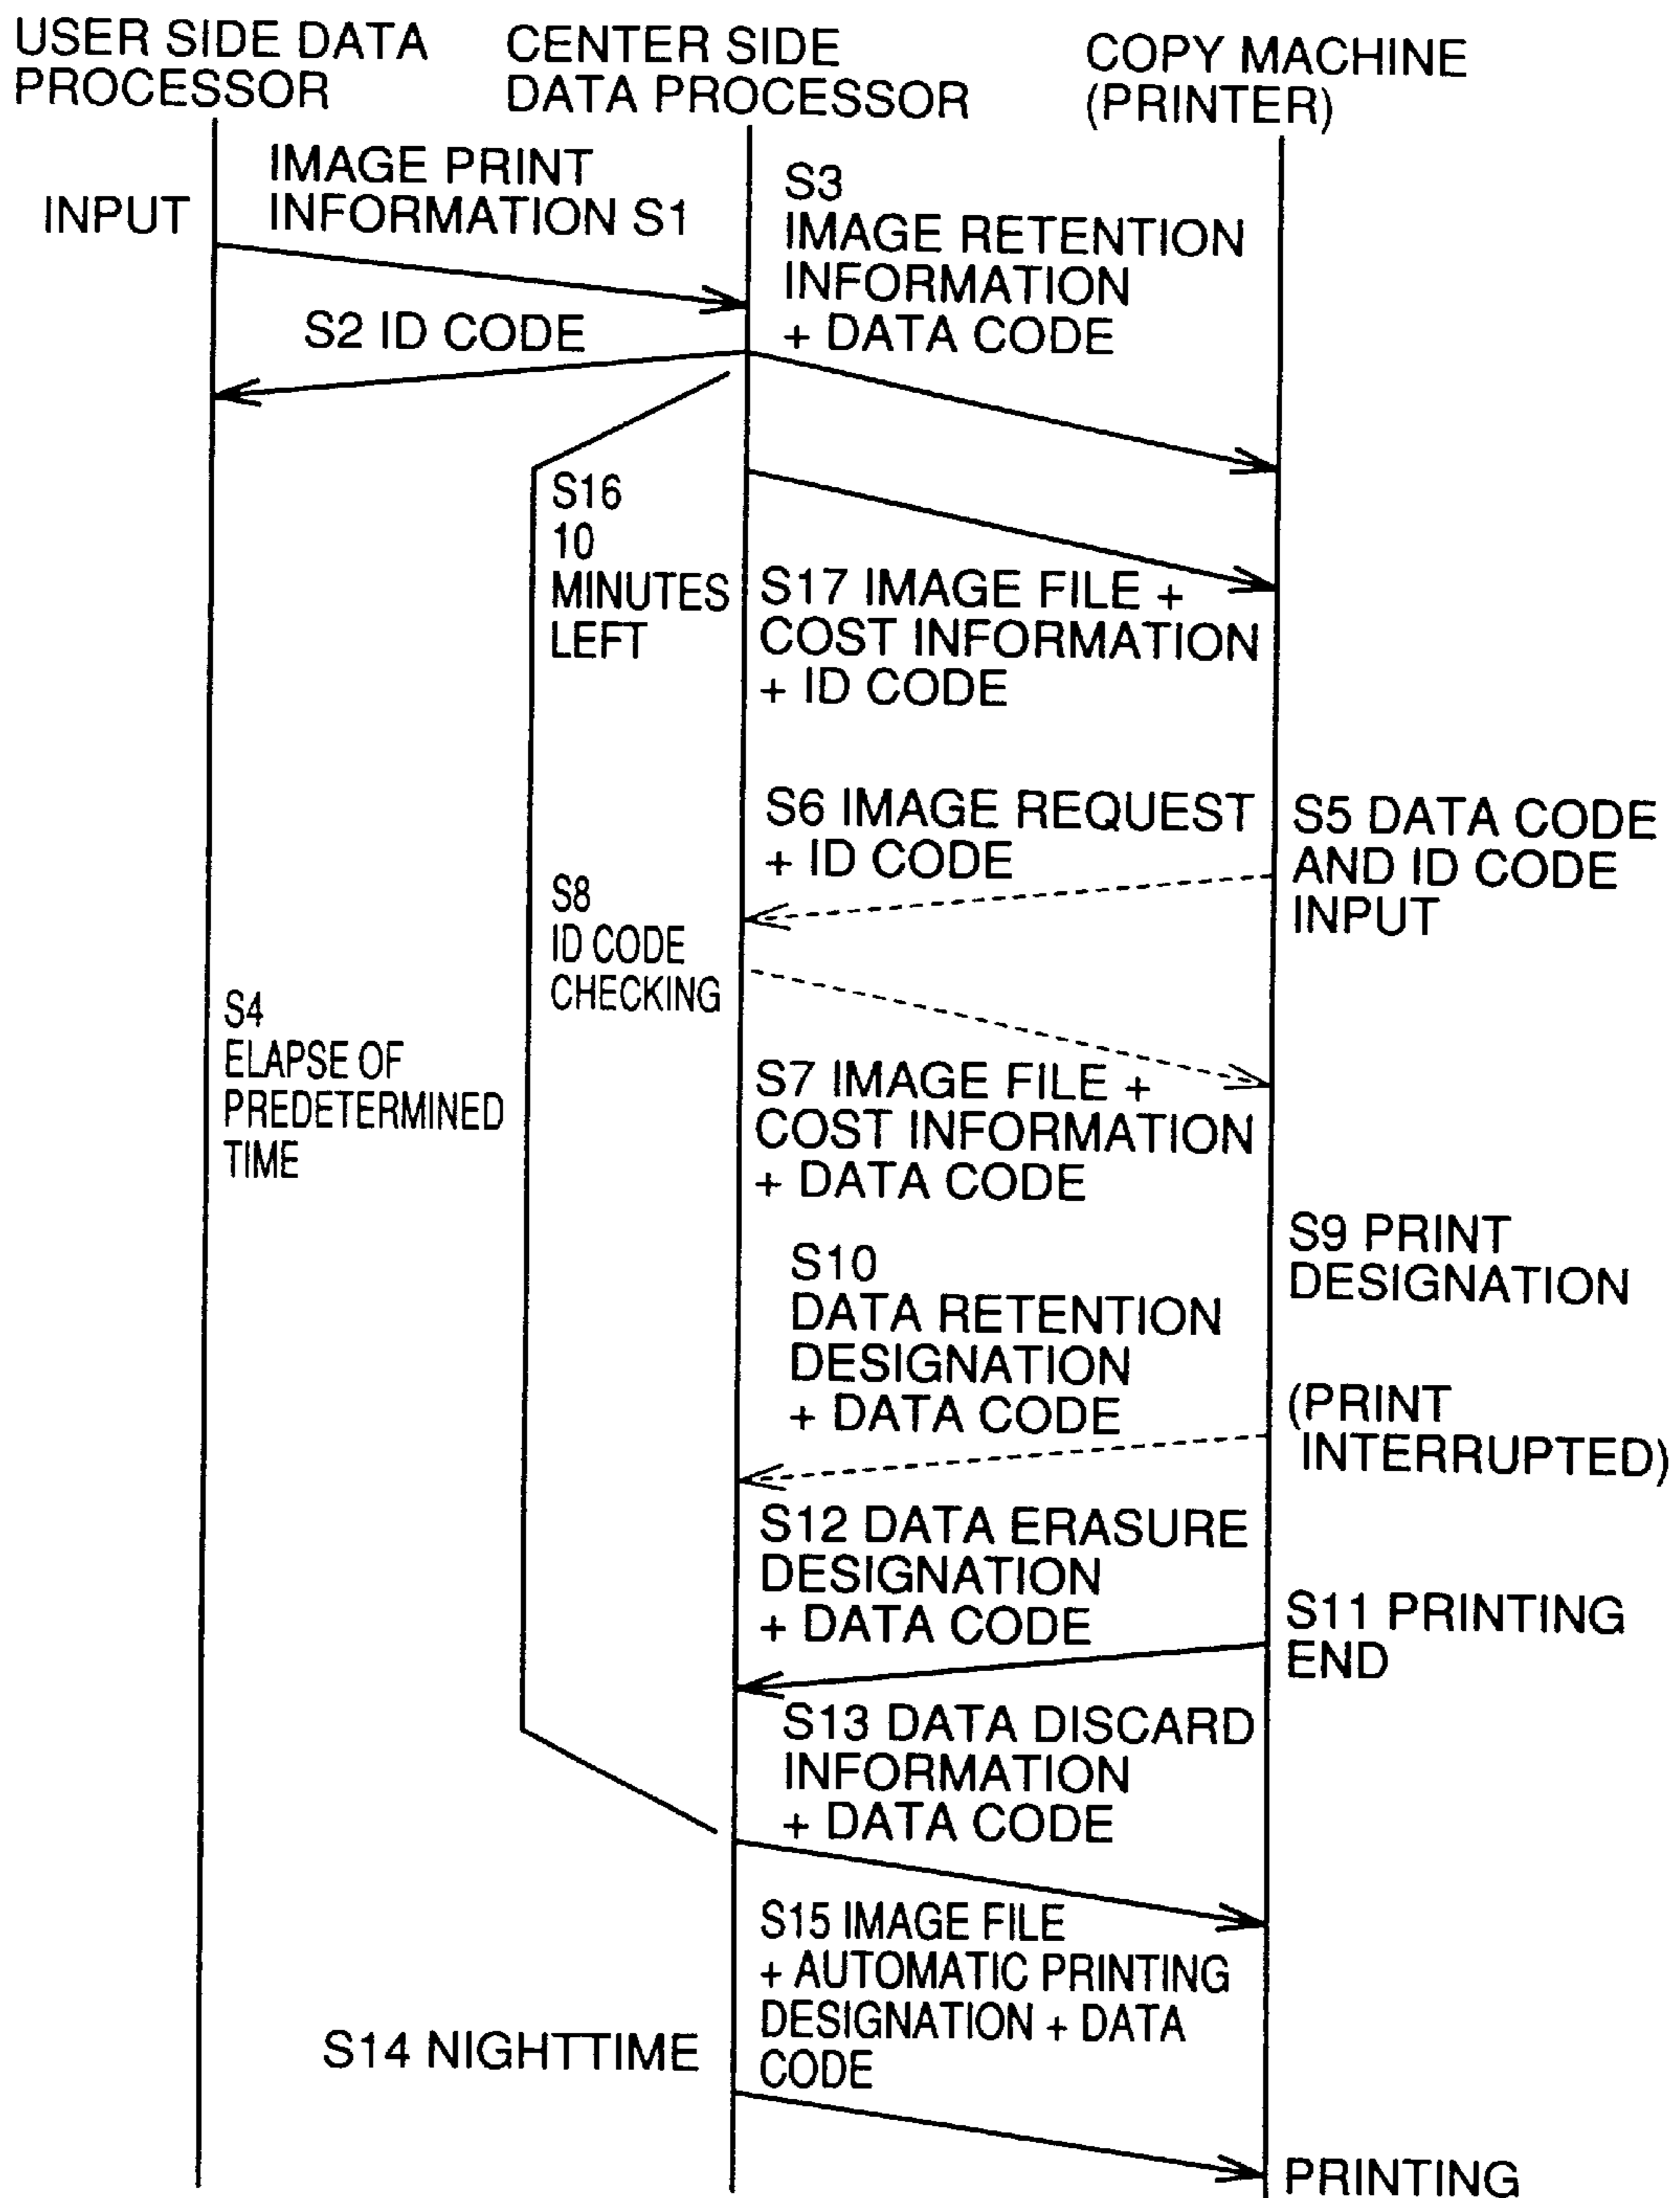 USER SIDE DATA
PROCESSOR
CENTER SIDE
DATA PROCESSOR
COPY MACHINE
(PRINTER)
INPUT
IMAGE PRINT
INFORMATION S1
S3
IMAGE RETENTION
INFORMATION
+ DATA CODE
S2 ID CODE
S16
10
MINUTES
LEFT
S17 IMAGE FILE +
COST INFORMATION
+ ID CODE
S6 IMAGE REQUEST
+ ID CODE
S5 DATA CODE
AND ID CODE
INPUT
S8
ID CODE
CHECKING
S4
ELAPSE OF
PREDETERMINED
TIME
S7 IMAGE FILE +
COST INFORMATION
+ DATA CODE
S9 PRINT
DESIGNATION
S10
DATA RETENTION
DESIGNATION
+ DATA CODE
(PRINT
INTERRUPTED)
S12 DATA ERASURE
DESIGNATION
+ DATA CODE
S11 PRINTING
END
S13 DATA DISCARD
INFORMATION
+ DATA CODE
S15 IMAGE FILE
+ AUTOMATIC PRINTING
DESIGNATION + DATA
CODE
S14 NIGHTTIME
PRINTING